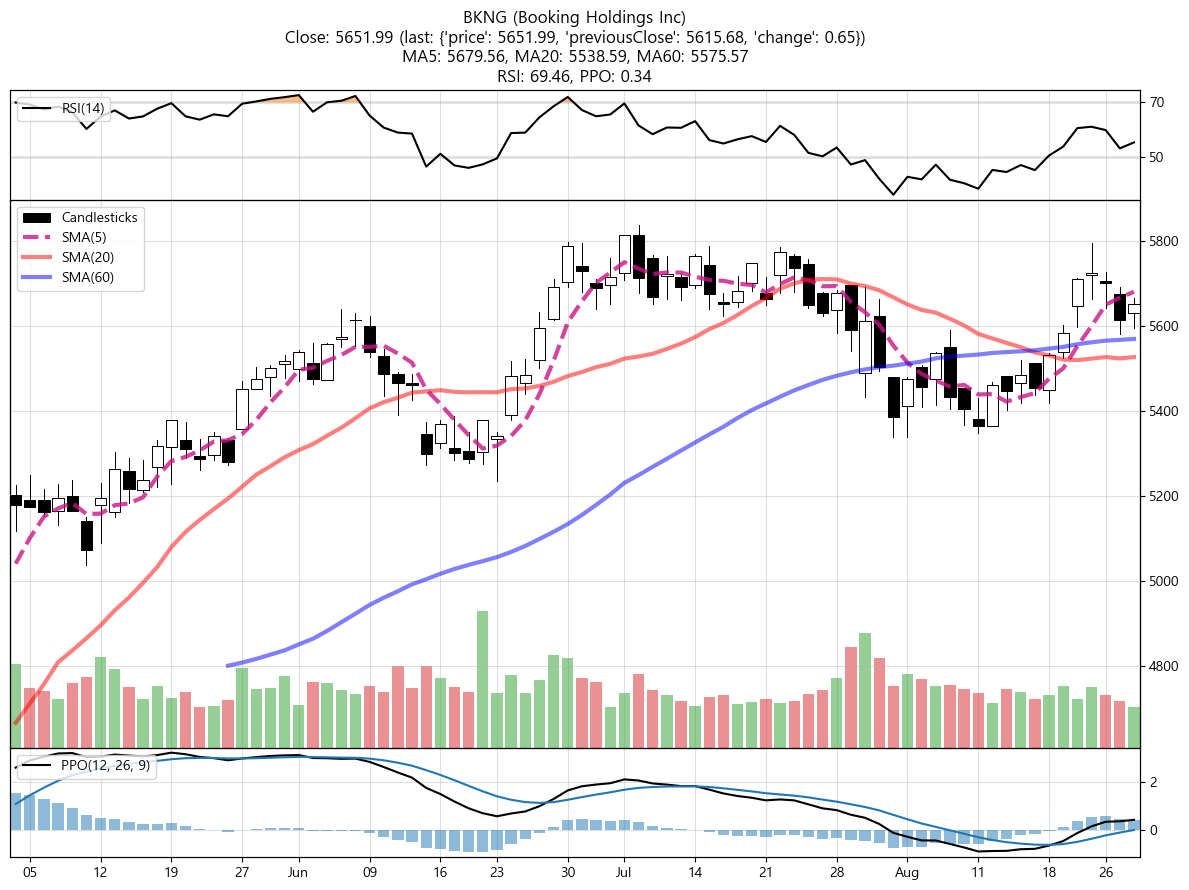 BKNG (Booking Holdings Inc)
Close: 5651.99 (last: {'price': 5651.99, 'previousClose': 5615.68, 'change': 0.65})
MA5: 5679.56, MA20: 5538.59, MA60: 5575.57
RSI: 69.46, PPO: 0.34
RSI(14)
70
50
Candlesticks
SMA(5)
SMA(20)
SMA(60)
5800
5600
5400
5200
5000
4800
PPO(12, 26, 9)
2
0
05 12 19 27 Jun 09 16 23 30 Jul 14 21 28 Aug 11 18 26